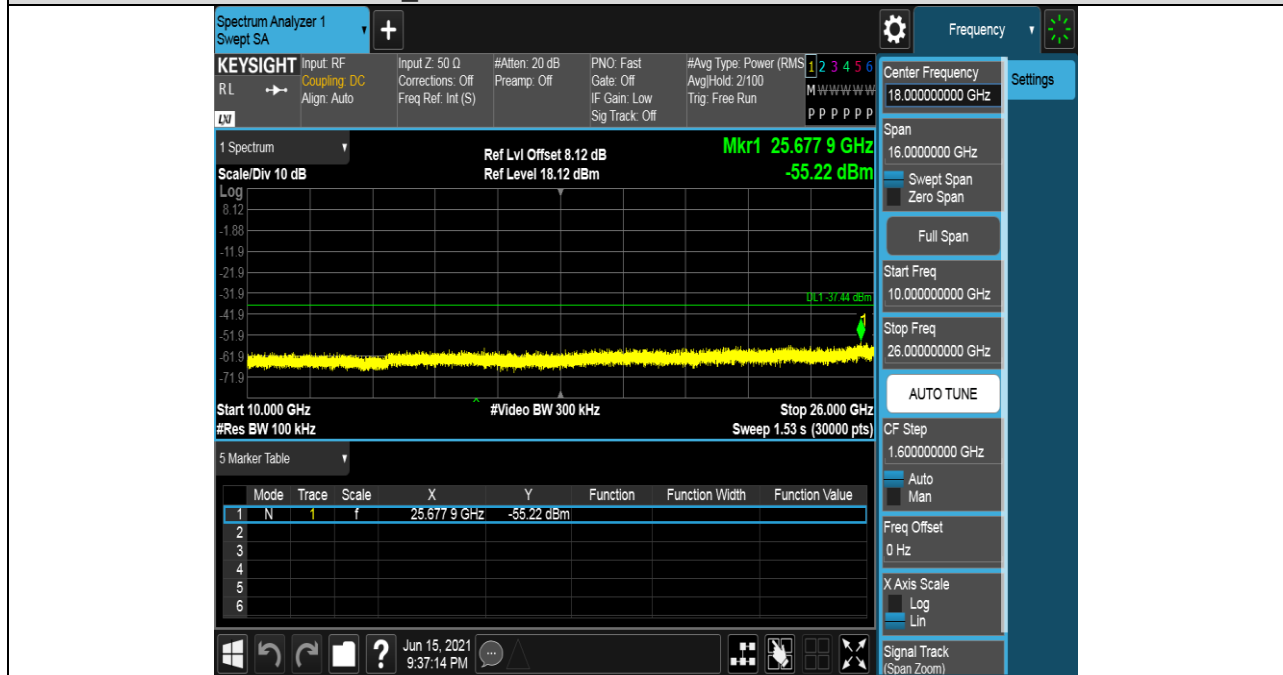 Spectrum Analyzer 1
Swept SA
+
Frequency
KEYSIGHT
RL
LXI
Input: RF
Coupling: DC
Align: Auto
Input Z: 50 Ω
Corrections: Off
Freq Ref: Int (S)
#Atten: 20 dB
Preamp: Off
PNO: Fast
Gate: Off
IF Gain: Low
Sig Track: Off
#Avg Type: Power (RMS
Avg|Hold: 2/100
Trig: Free Run
1 2 3 4 5 6
M W W W W W
P P P P P P
1 Spectrum
Ref Lvl Offset 8.12 dB
Mkr1 25.677 9 GHz
Scale/Div 10 dB
Ref Level 18.12 dBm
-55.22 dBm
Log
8.12
-1.88
-11.9
-21.9
-31.9
DL1 -37.44 dBm
-41.9
1
-51.9
-61.9
-71.9
Start 10.000 GHz
#Video BW 300 kHz
Stop 26.000 GHz
#Res BW 100 kHz
Sweep 1.53 s (30000 pts)
5 Marker Table
Mode Trace Scale X Y Function Function Width Function Value
1 N 1 f 25.677 9 GHz -55.22 dBm
2
3
4
5
6
?
Jun 15, 2021
9:37:14 PM
Center Frequency
18.000000000 GHz
Settings
Span
16.0000000 GHz
Swept Span
Zero Span
Full Span
Start Freq
10.000000000 GHz
Stop Freq
26.000000000 GHz
AUTO TUNE
CF Step
1.600000000 GHz
Auto
Man
Freq Offset
0 Hz
X Axis Scale
Log
Lin
Signal Track
(Span Zoom)